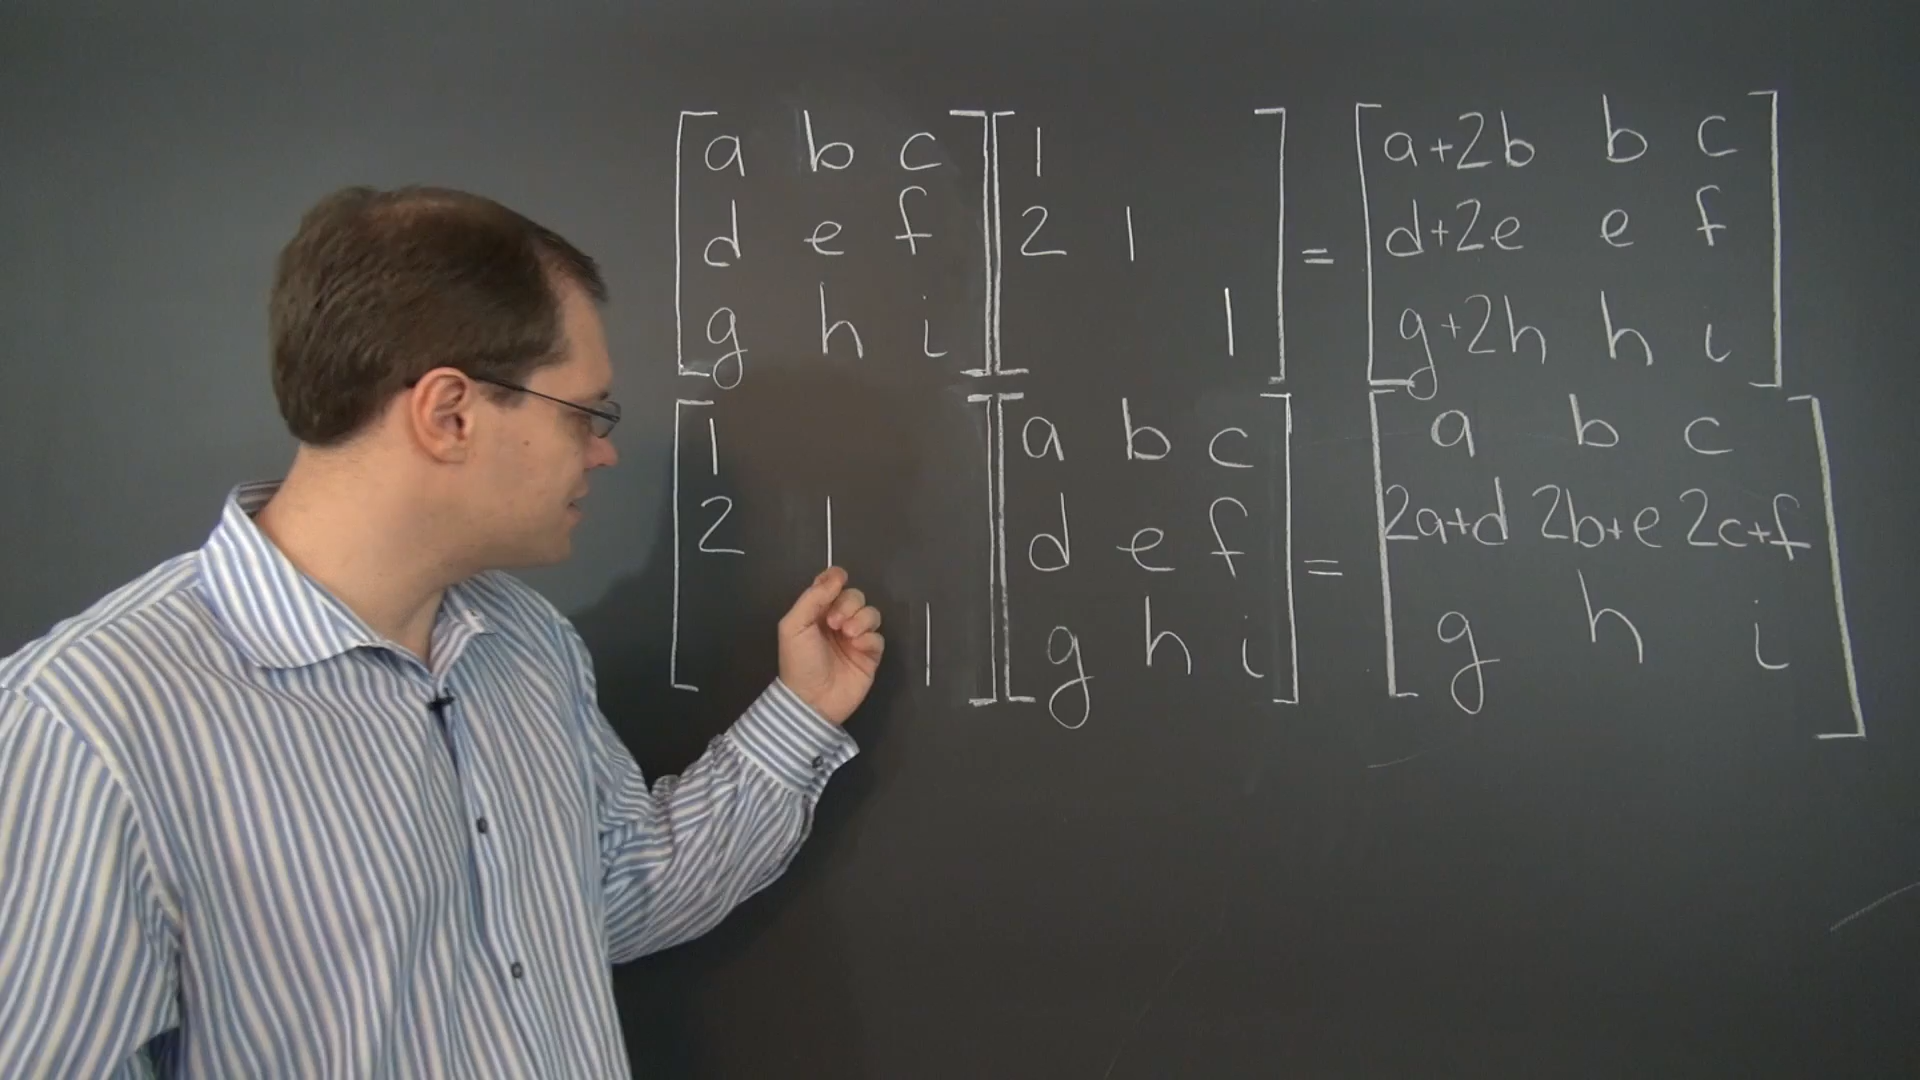 a b c 1 a+2b b c
d e f 2 1 = d+2e e f
g h i 1 g+2h h i
1 a b c a b c
2 1 d e f = 2a+d 2b+e 2c+f
1 g h i g h i